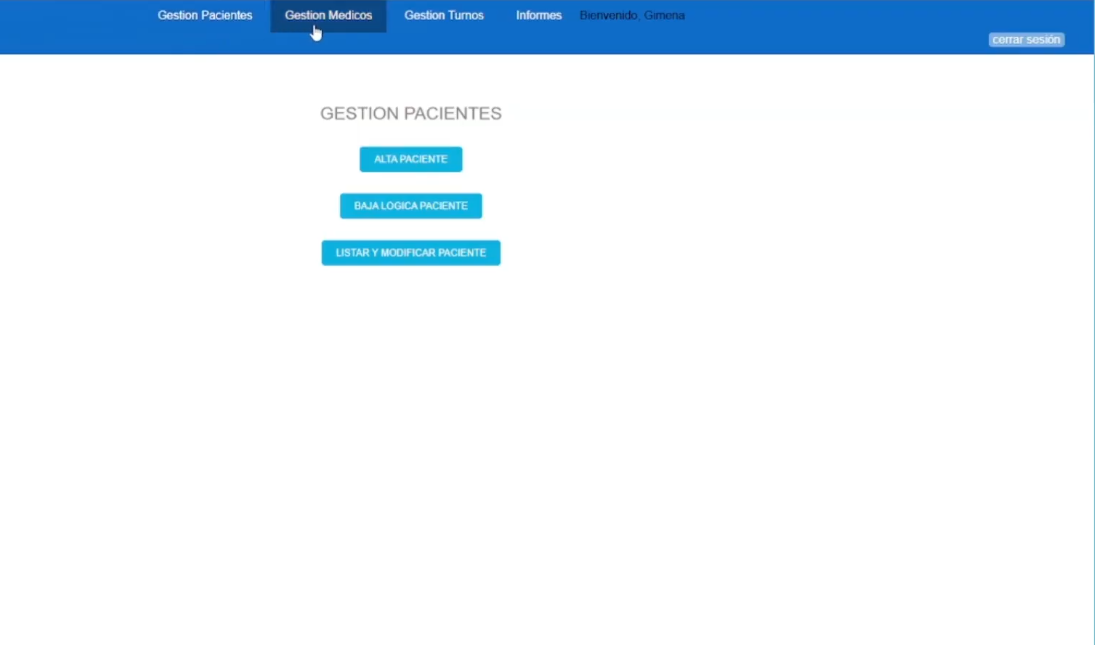 Gestion Pacientes Gestion Medicos Gestion Turnos Informes Bienvenido, Gimena
cerrar sesión
GESTION PACIENTES
ALTA PACIENTE
BAJA LOGICA PACIENTE
LISTAR Y MODIFICAR PACIENTE